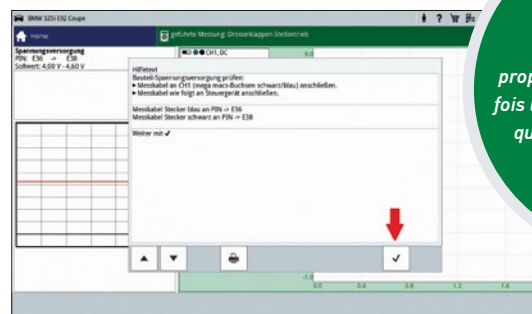 BMW 325i E92 Coupe
Home
geführte Messung: Drosselklappen Stellantrieb
Spannungsversorgung
PIN: E36 -> E38
Sollwert: 4,00 V - 4,60 V
CH1, DC
Hilfetext
Bauteil-Spannungsversorgung prüfen:
Messkabel an CH1 (mega macs-Buchsen schwarz/blau) anschließen.
Messkabel wie folgt an Steuergerät anschließen.
Messkabel Stecker blau an PIN -> E36
Messkabel Stecker schwarz an PIN -> E38
Weiter mit ✓
-1.0
0.4
0.8
1.2
1.6
prop
fois
qu